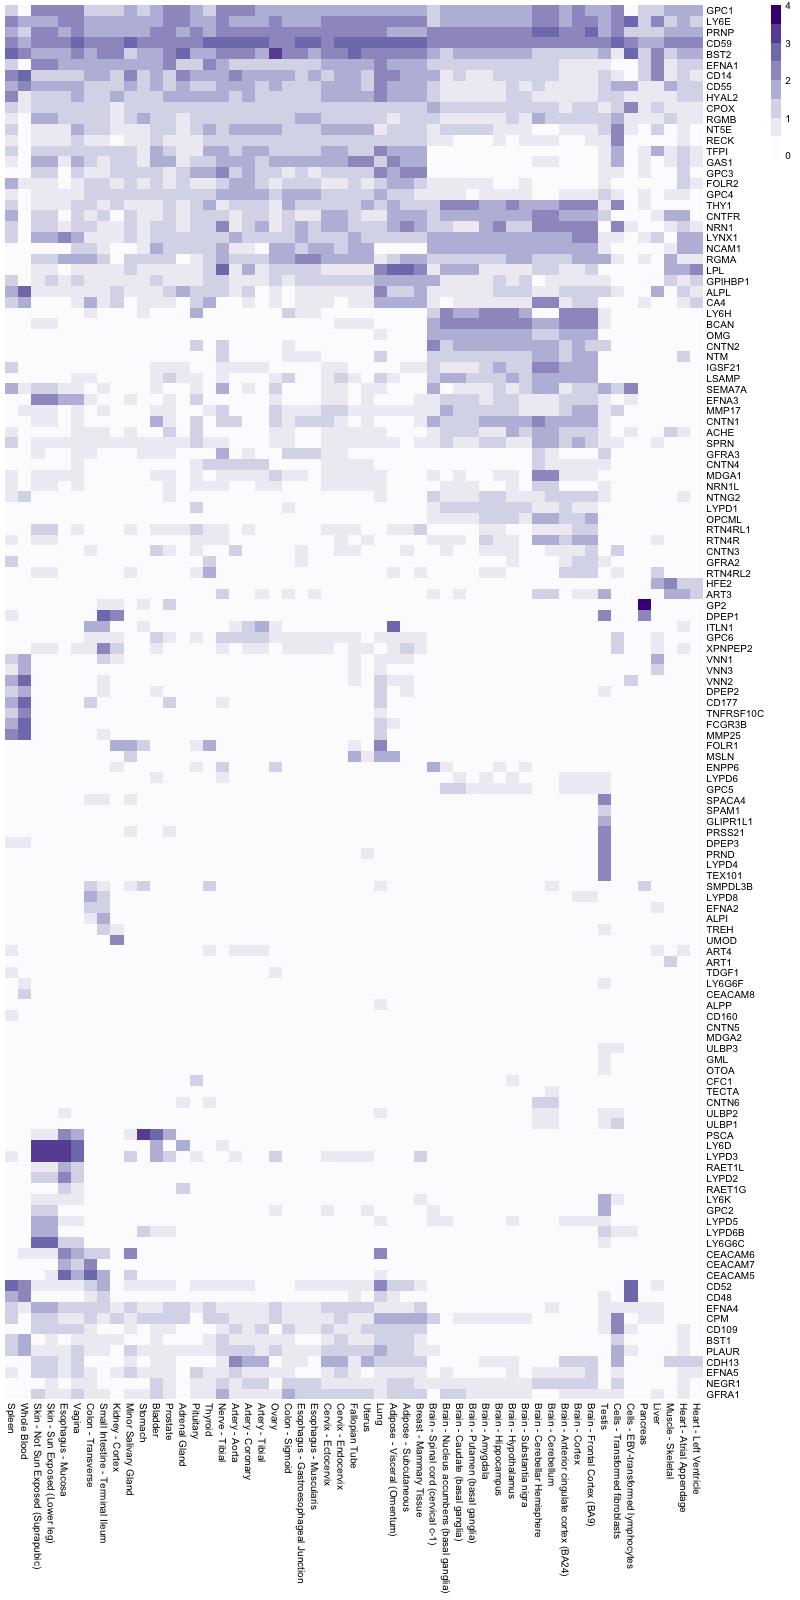 4
3
2
1
0
GPC1
LY6E
PRNP
CD59
BST2
EFNA1
CD14
CD55
HYAL2
CPOX
RGMB
NT5E
RECK
TFPI
GAS1
GPC3
FOLR2
GPC4
THY1
CNTFR
NRN1
LYNX1
NCAM1
RGMA
LPL
GPIHBP1
ALPL
CA4
LY6H
BCAN
OMG
CNTN2
NTM
IGSF21
LSAMP
SEMA7A
EFNA3
MMP17
CNTN1
ACHE
SPRN
GFRA3
CNTN4
MDGA1
NRN1L
NTNG2
LYPD1
OPCML
RTN4RL1
RTN4R
CNTN3
GFRA2
RTN4RL2
HFE2
ART3
GP2
DPEP1
ITLN1
GPC6
XPNPEP2
VNN1
VNN3
VNN2
DPEP2
CD177
TNFRSF10C
FCGR3B
MMP25
FOLR1
MSLN
ENPP6
LYPD6
GPC5
SPACA4
SPAM1
GLIPR1L1
PRSS21
DPEP3
PRND
LYPD4
TEX101
SMPDL3B
LYPD8
EFNA2
ALPI
TREH
UMOD
ART4
ART1
TDGF1
LY6G6F
CEACAM8
ALPP
CD160
CNTN5
MDGA2
ULBP3
GML
OTOA
CFC1
TECTA
CNTN6
ULBP2
ULBP1
PSCA
LY6D
LYPD3
RAET1L
LYPD2
RAET1G
LY6K
GPC2
LYPD5
LYPD6B
LY6G6C
CEACAM6
CEACAM7
CEACAM5
CD52
CD48
EFNA4
CPM
CD109
BST1
PLAUR
CDH13
EFNA5
NEGR1
GFRA1
Spleen
Whole Blood
Skin - Not Sun Exposed (Suprapubic)
Skin - Sun Exposed (Lower leg)
Esophagus - Mucosa
Vagina
Colon - Transverse
Small Intestine - Terminal Ileum
Kidney - Cortex
Minor Salivary Gland
Stomach
Bladder
Prostate
Adrenal Gland
Pituitary
Thyroid
Nerve - Tibial
Artery - Aorta
Artery - Coronary
Artery - Tibial
Ovary
Colon - Sigmoid
Esophagus - Gastroesophageal Junction
Esophagus - Muscularis
Cervix - Ectocervix
Cervix - Endocervix
Fallopian Tube
Uterus
Lung
Adipose - Visceral (Omentum)
Adipose - Subcutaneous
Breast - Mammary Tissue
Brain - Spinal cord (cervical c-1)
Brain - Nucleus accumbens (basal ganglia)
Brain - Caudate (basal ganglia)
Brain - Putamen (basal ganglia)
Brain - Amygdala
Brain - Hippocampus
Brain - Hypothalamus
Brain - Substantia nigra
Brain - Cerebellar Hemisphere
Brain - Cerebellum
Brain - Anterior cingulate cortex (BA24)
Brain - Cortex
Brain - Frontal Cortex (BA9)
Testis
Cells - Transformed fibroblasts
Cells - EBV-transformed lymphocytes
Pancreas
Liver
Muscle - Skeletal
Heart - Atrial Appendage
Heart - Left Ventricle